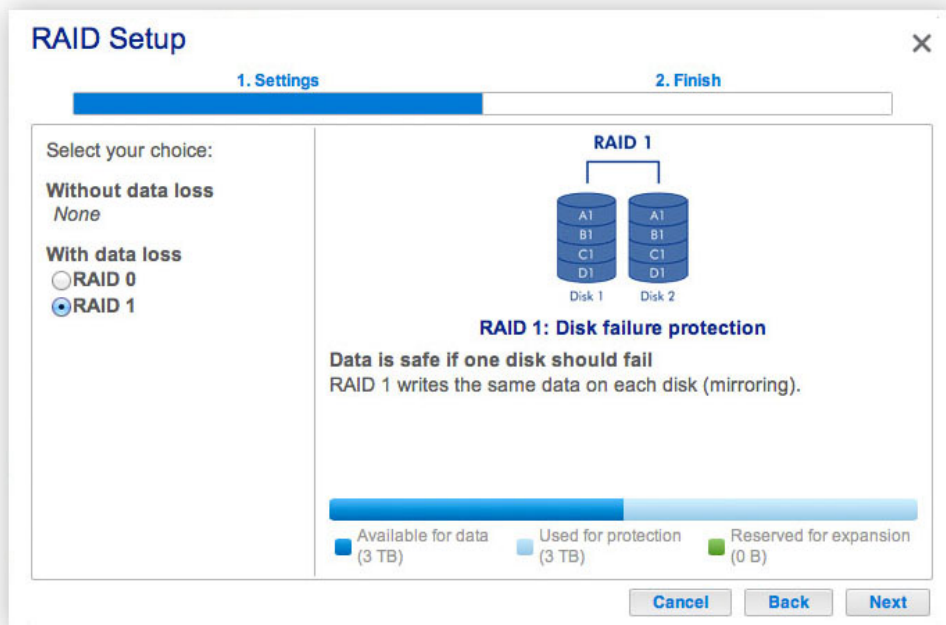 RAID Setup
1. Settings
2. Finish
Select your choice:
Without data loss
None
With data loss
RAID 0
RAID 1
RAID 1
A1
B1
C1
D1
A1
B1
C1
D1
Disk 1
Disk 2
RAID 1: Disk failure protection
Data is safe if one disk should fail
RAID 1 writes the same data on each disk (mirroring).
Available for data
(3 TB)
Used for protection
(3 TB)
Reserved for expansion
(0 B)
Cancel
Back
Next